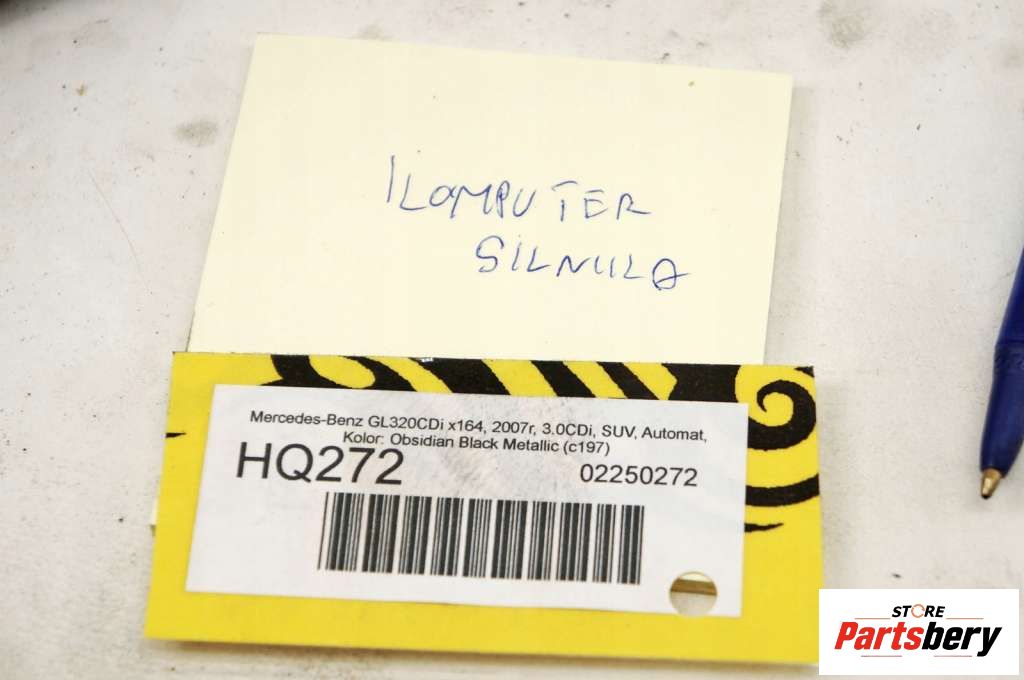 KOMPUTER
SILNIKA
Mercedes-Benz GL320CDi x164, 2007r, 3.0CDi, SUV, Automat,
Kolor: Obsidian Black Metallic (c197)
HQ272 02250272
STORE
Partsbery